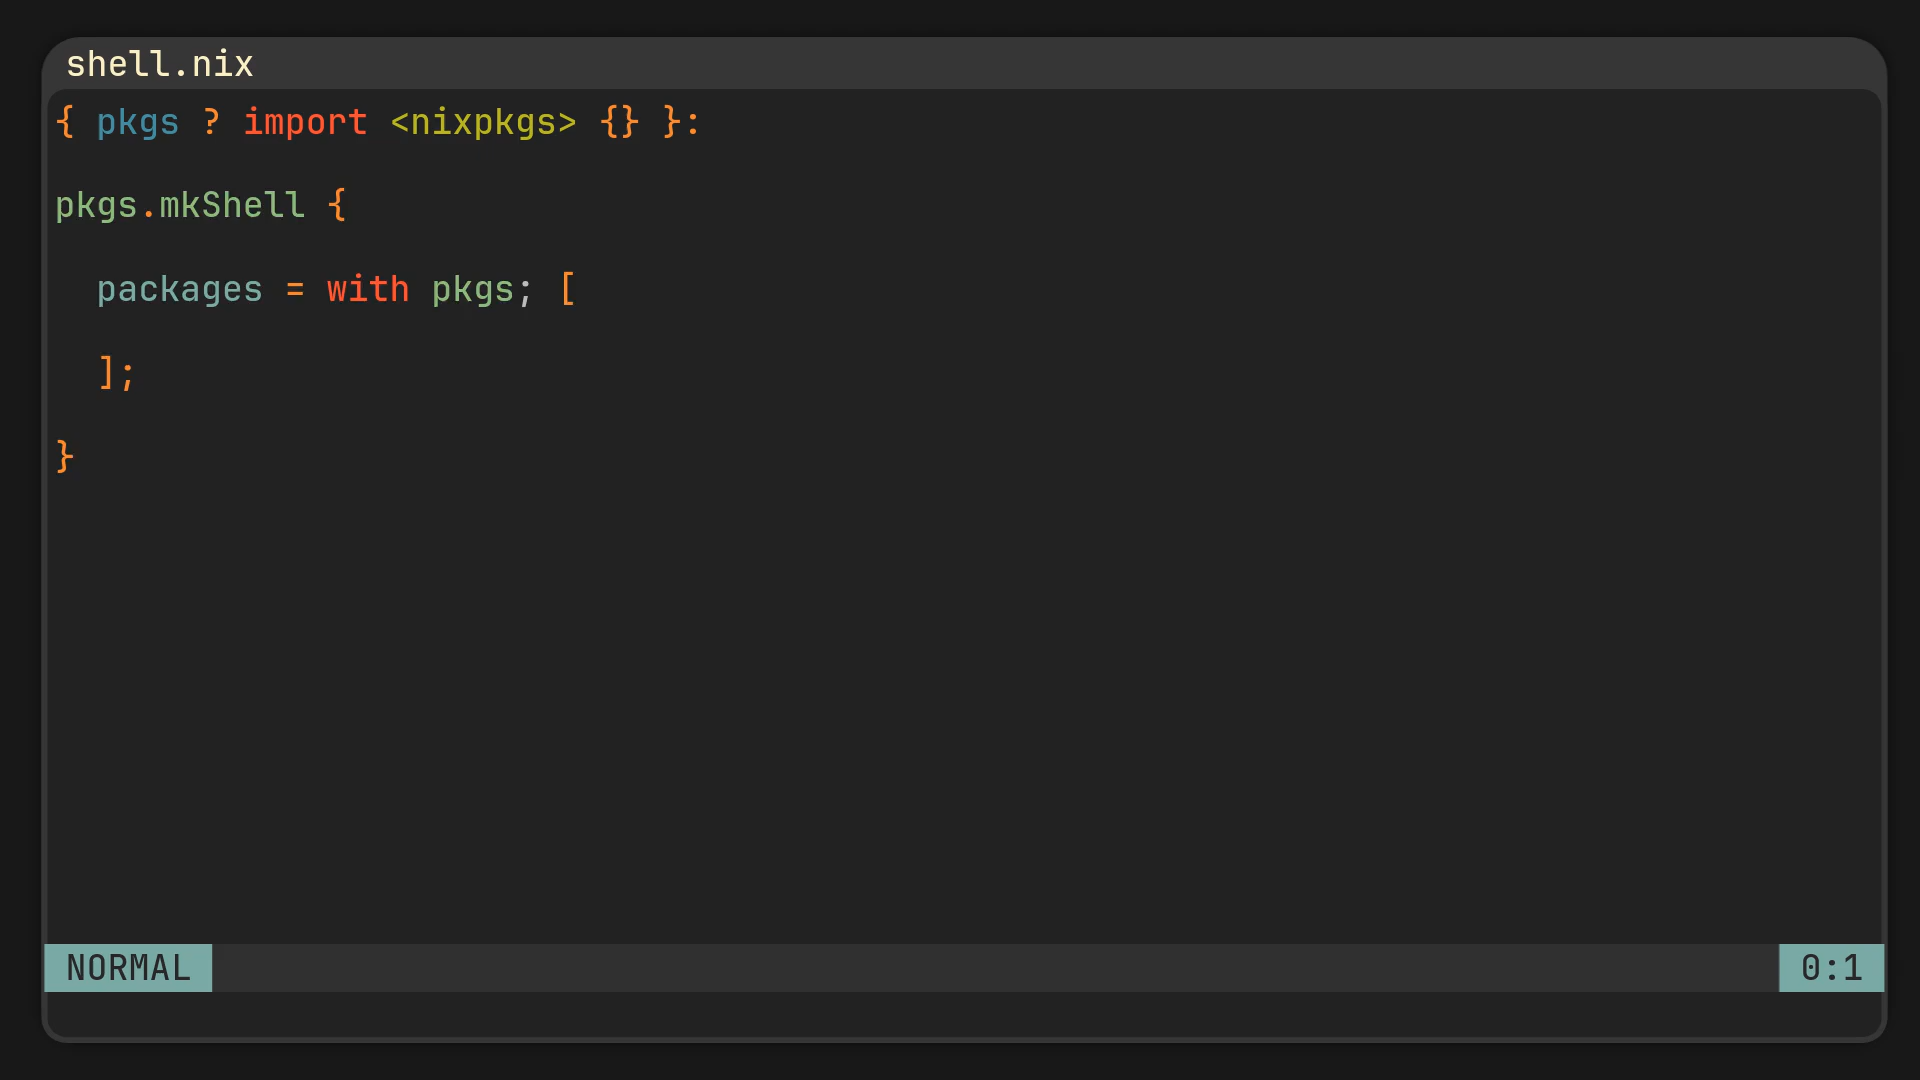 shell.nix
{ pkgs ? import <nixpkgs> {} }:
pkgs.mkShell {
  packages = with pkgs; [
  ];
}
NORMAL
0:1